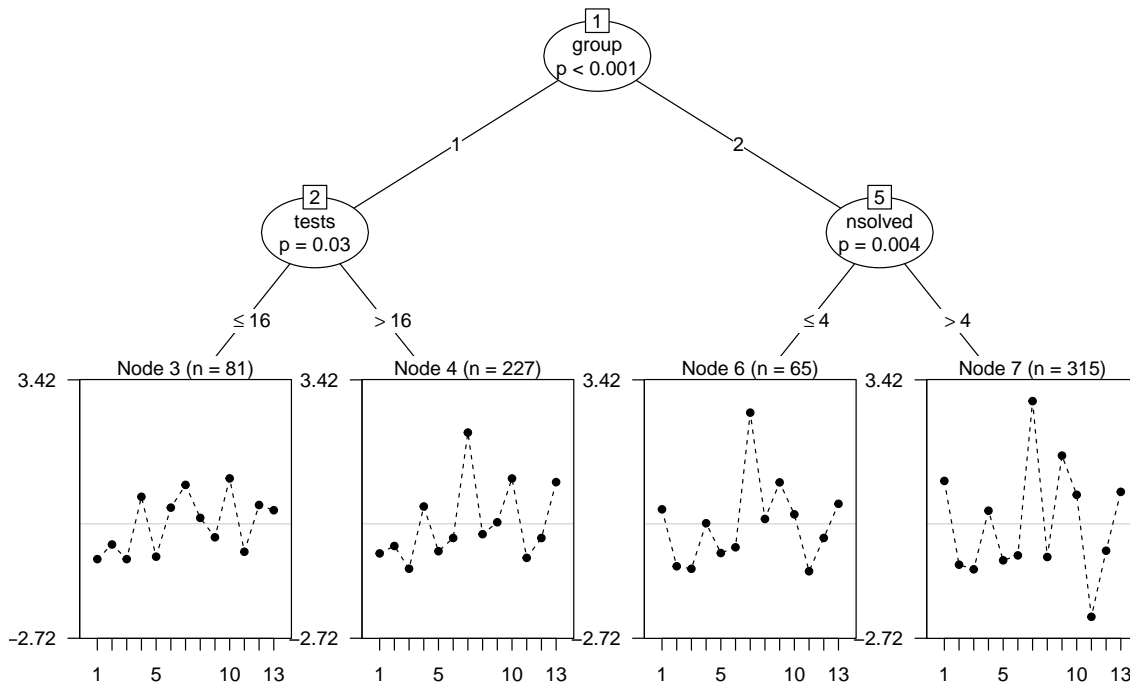 1
group
p < 0.001
1
2
2
tests
p = 0.03
5
nsolved
p = 0.004
≤ 16
> 16
≤ 4
> 4
Node 3 (n = 81)
Node 4 (n = 227)
Node 6 (n = 65)
Node 7 (n = 315)
3.42
3.42
3.42
3.42
−2.72
−2.72
−2.72
−2.72
1 5 10 13
1 5 10 13
1 5 10 13
1 5 10 13